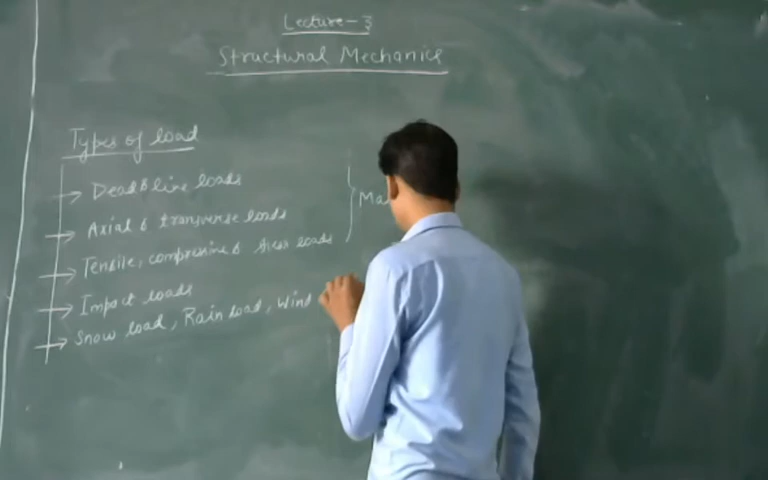 Lecture-3
Structural Mechanics
Types of load
→ Dead & live loads
→ Axial & transverse loads
→ Tensile, compressive & shear loads
} Ma
→ Impact loads
→ Snow load, Rain load, Wind